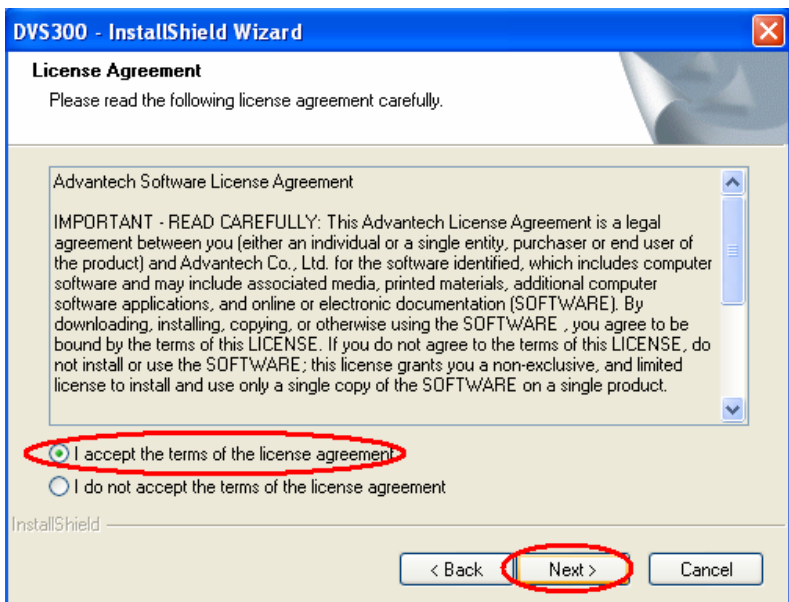 DVS300 - InstallShield Wizard
License Agreement
Please read the following license agreement carefully.
Advantech Software License Agreement
IMPORTANT - READ CAREFULLY: This Advantech License Agreement is a legal
agreement between you (either an individual or a single entity, purchaser or end user of
the product) and Advantech Co., Ltd. for the software identified, which includes computer
software and may include associated media, printed materials, additional computer
software applications, and online or electronic documentation (SOFTWARE). By
downloading, installing, copying, or otherwise using the SOFTWARE , you agree to be
bound by the terms of this LICENSE. If you do not agree to the terms of this LICENSE, do
not install or use the SOFTWARE; this license grants you a non-exclusive, and limited
license to install and use only a single copy of the SOFTWARE on a single product.
I accept the terms of the license agreement
I do not accept the terms of the license agreement
InstallShield
< Back
Next >
Cancel